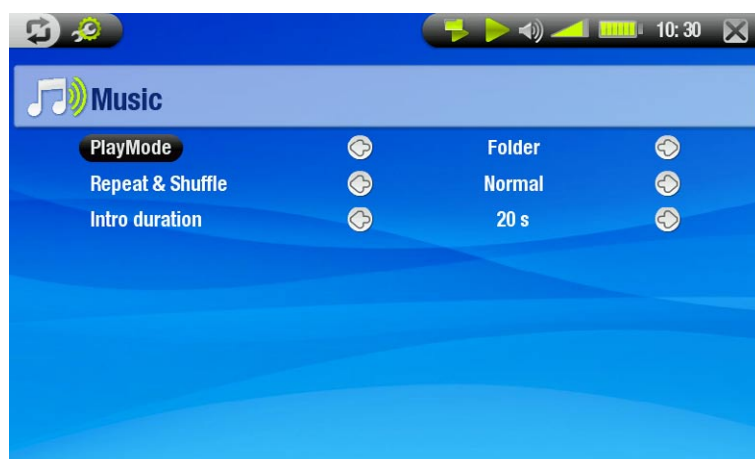 10:30
Music
PlayMode Folder
Repeat & Shuffle Normal
Intro duration 20 s